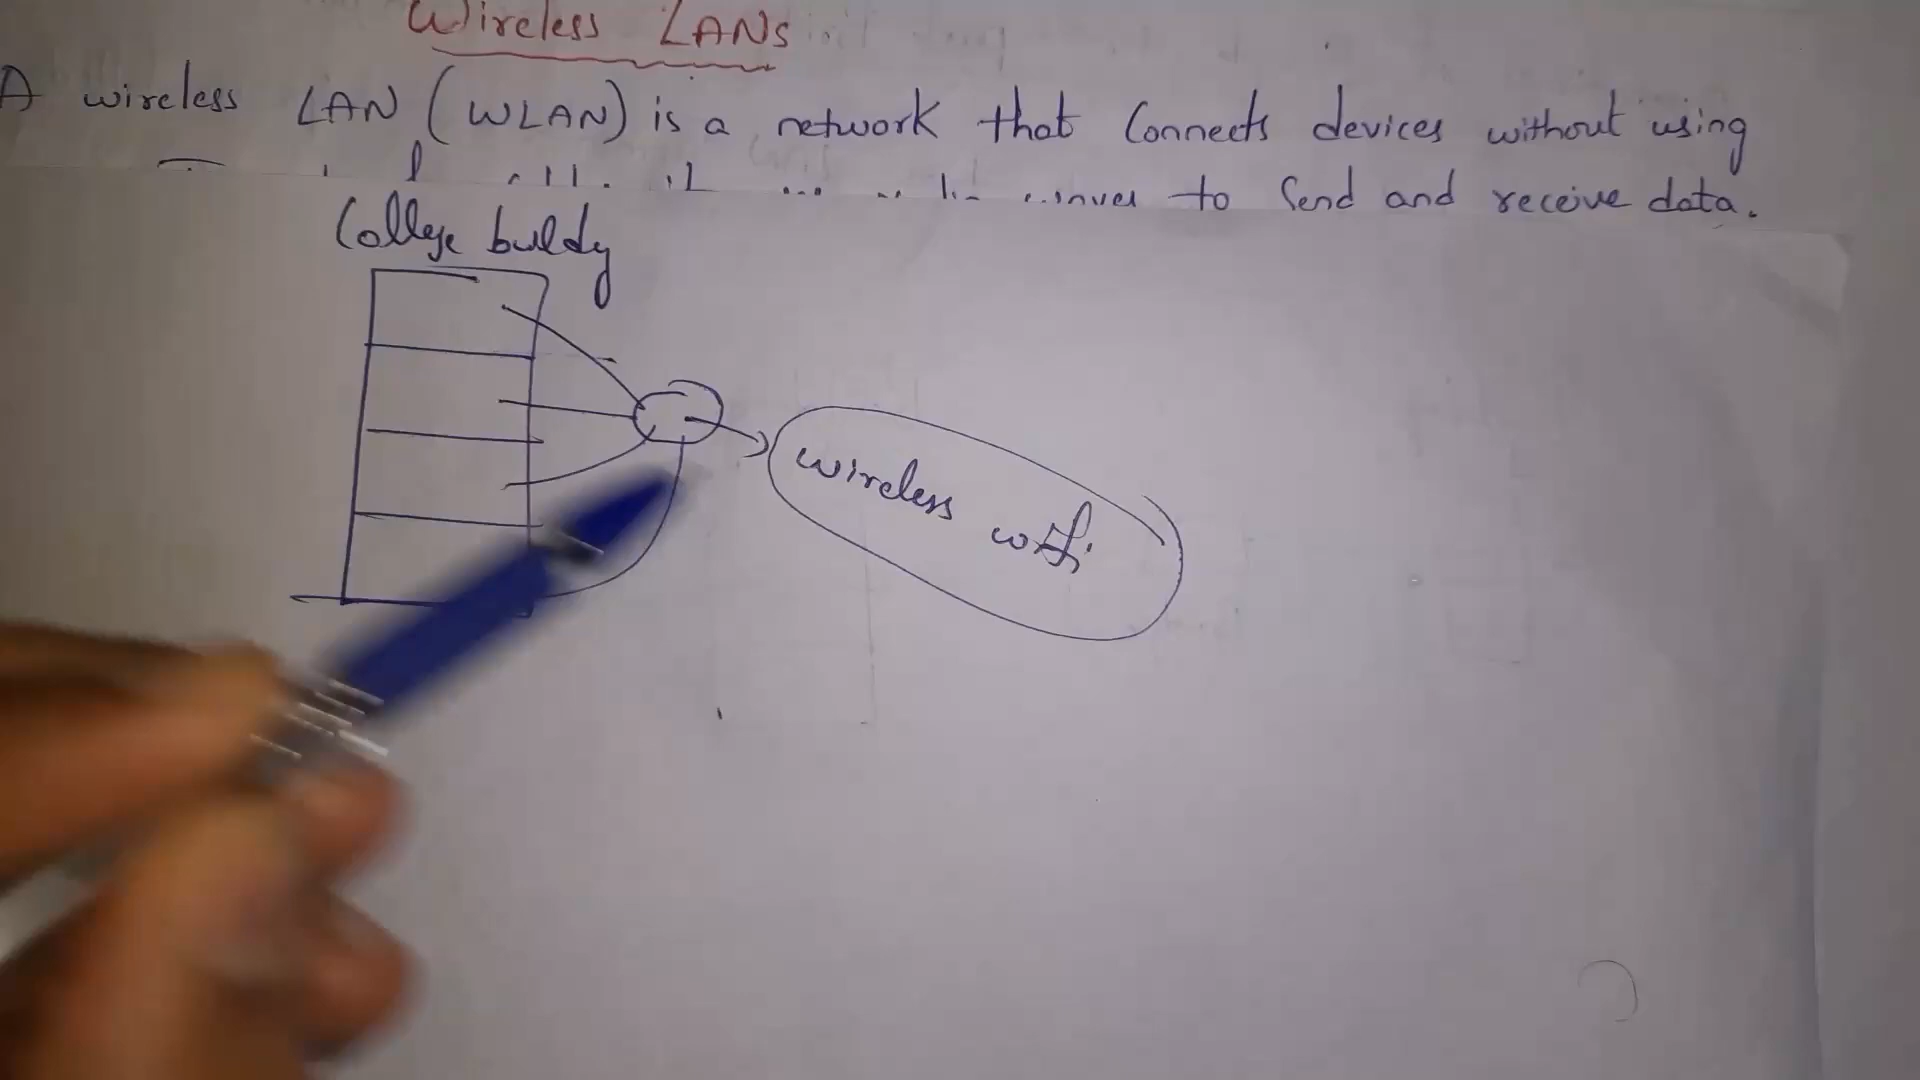 Wireless LANs
A wireless LAN (WLAN) is a network that Connects devices without using
to Send and receive data.
College buildy
wireless wifi